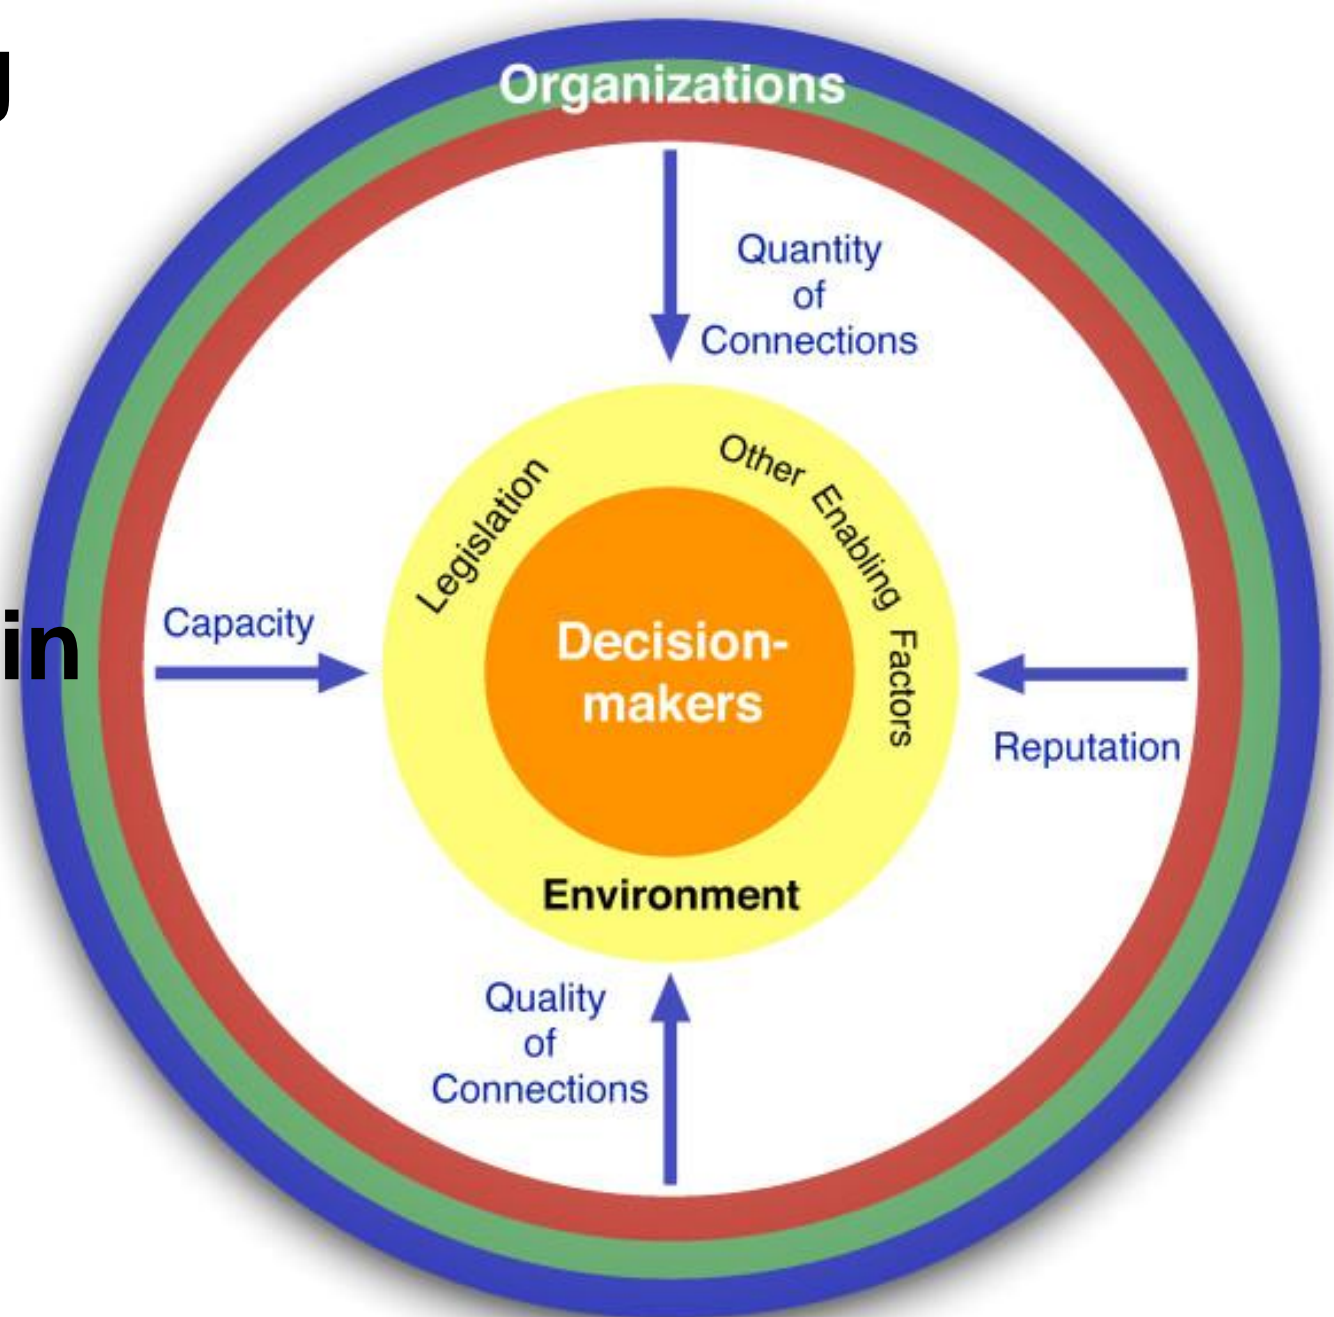 g
Organizations
Quantity
of
Connections
Other Enabling Factors
Legislation
Capacity
in
Decision-
makers
Reputation
Environment
Quality
of
Connections